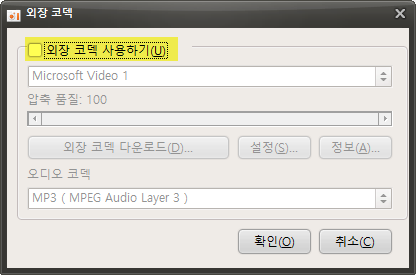 외장 코덱
외장 코덱 사용하기(U)
Microsoft Video 1
압축 품질: 100
외장 코덱 다운로드(D)... 설정(S)... 정보(A)...
오디오 코덱
MP3 ( MPEG Audio Layer 3 )
확인(O) 취소(C)